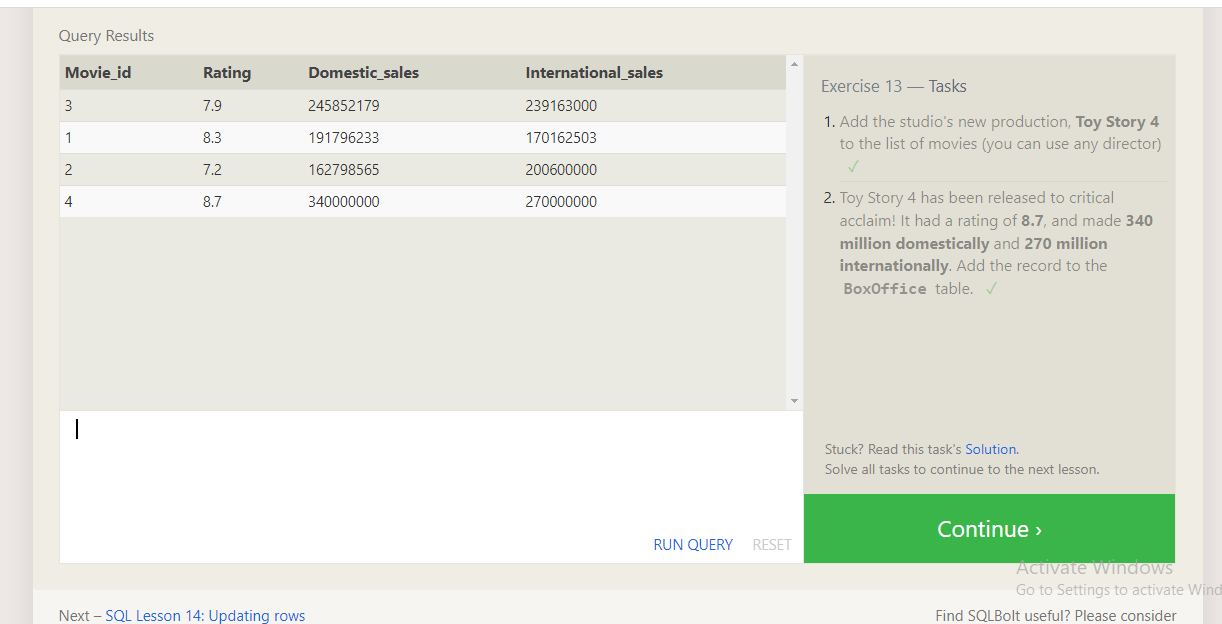 Query Results
Movie_id Rating Domestic_sales International_sales
3 7.9 245852179 239163000
1 8.3 191796233 170162503
2 7.2 162798565 200600000
4 8.7 340000000 270000000
Exercise 13 — Tasks
1. Add the studio's new production, Toy Story 4
to the list of movies (you can use any director)
✓
2. Toy Story 4 has been released to critical
acclaim! It had a rating of 8.7, and made 340
million domestically and 270 million
internationally. Add the record to the
BoxOffice table. ✓
Stuck? Read this task's Solution.
Solve all tasks to continue to the next lesson.
RUN QUERY RESET
Continue ›
Activate Windows
Go to Settings to activate Wind
Next – SQL Lesson 14: Updating rows
Find SQLBolt useful? Please consider